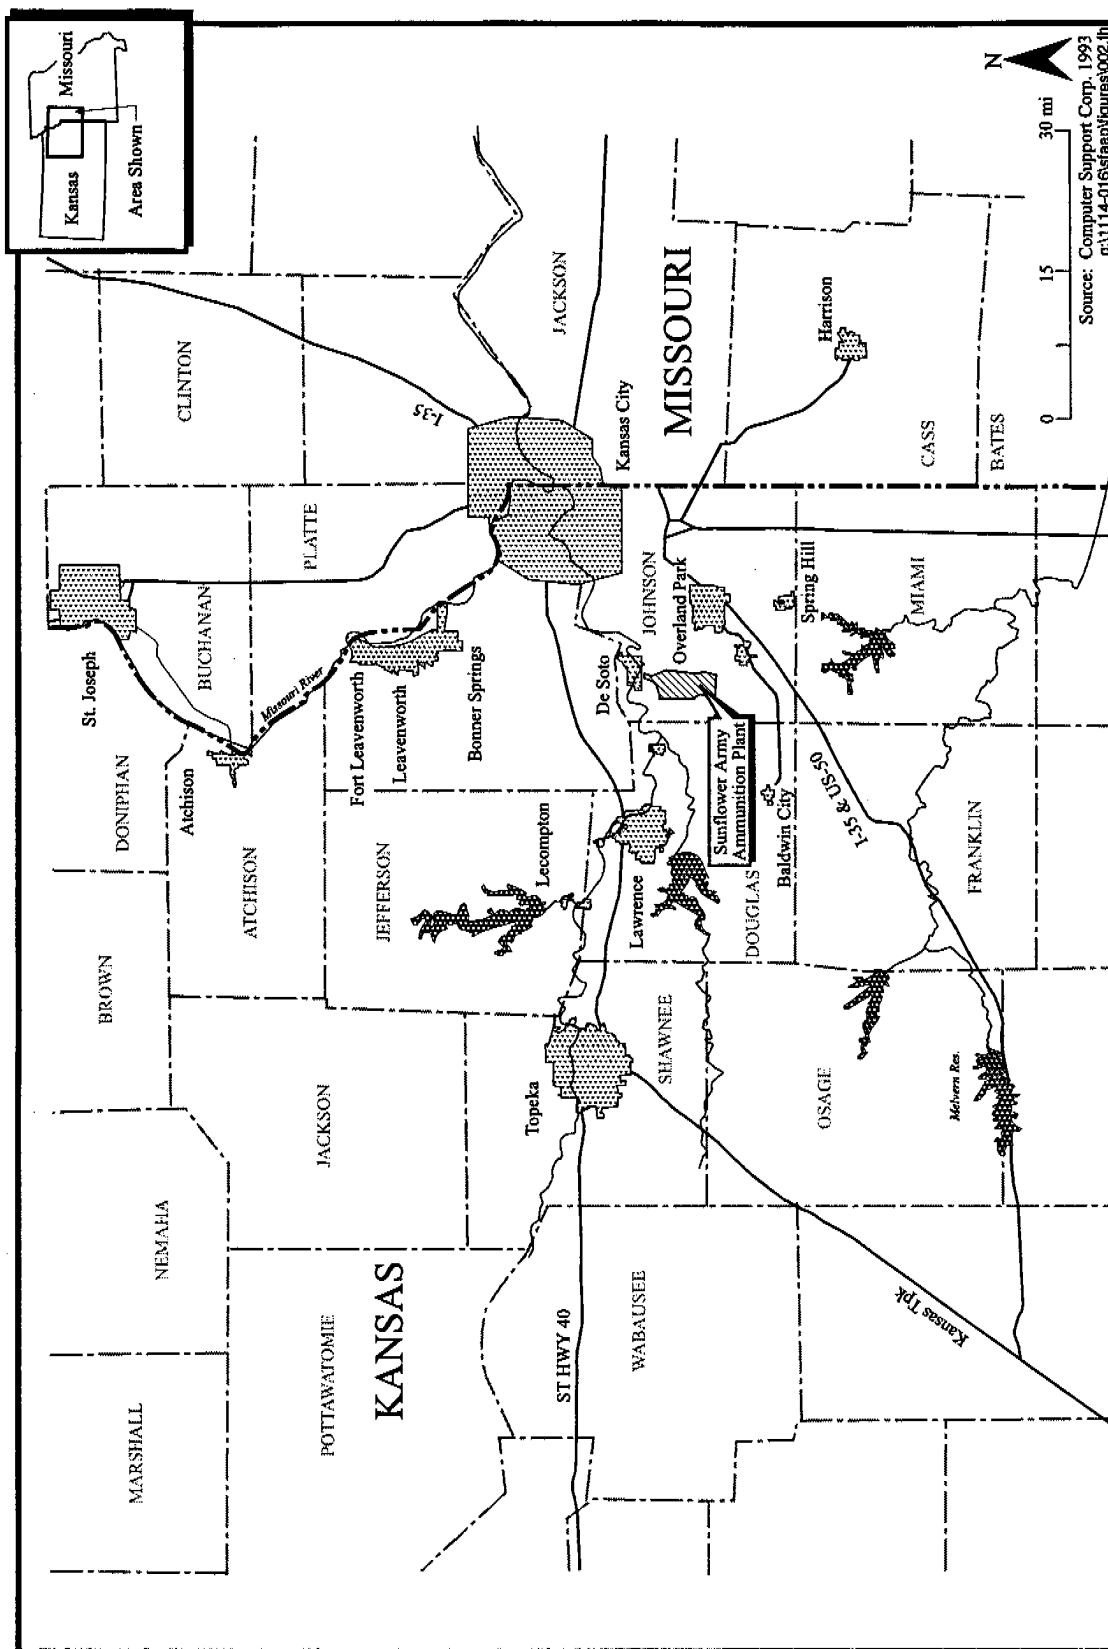 Missouri
Kansas
Area Shown
N
MARSHALL
NEMAHA
BROWN
DONIPHAN
St. Joseph
BUCHANAN
CLINTON
Atchison
ATCHISON
Missouri River
PLATTE
POTTAWATOMIE
JACKSON
JEFFERSON
Fort Leavenworth
Leavenworth
I-35
KANSAS
Bonner Springs
Lecompton
Topeka
ST HWY 40
JACKSON
De Soto
Kansas City
Lawrence
JOHNSON
Overland Park
WABAUSEE
SHAWNEE
MISSOURI
Sunflower Army
Ammunition Plant
DOUGLAS
Baldwin City
Spring Hill
Harrison
I-35 & US-50
OSAGE
MIAMI
CASS
Kansas Tpk
Melvern Res.
FRANKLIN
BATES
0 15 30 mi
Source: Computer Support Corp. 1993